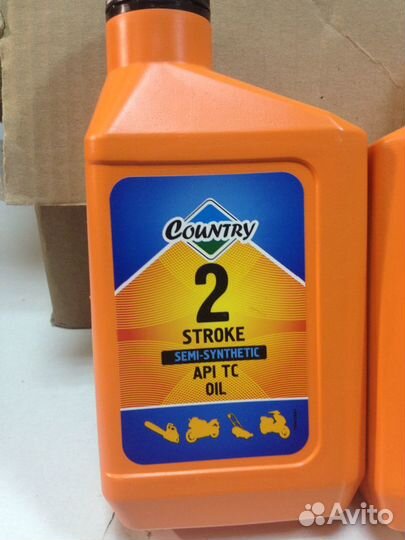 COUNTRY
2
STROKE
SEMI-SYNTHETIC
API TC
OIL
Avito